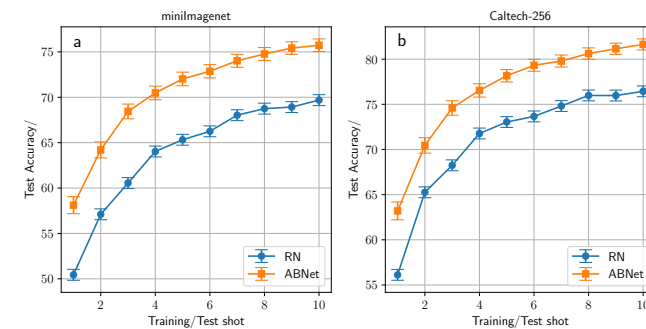 miniImagenet
a
75
70
65
60
55
50
Test Accuracy/
2
4
6
8
10
Training/Test shot
RN
ABNet
Caltech-256
b
80
75
70
65
60
55
Test Accuracy/
2
4
6
8
10
Training/Test shot
RN
ABNet